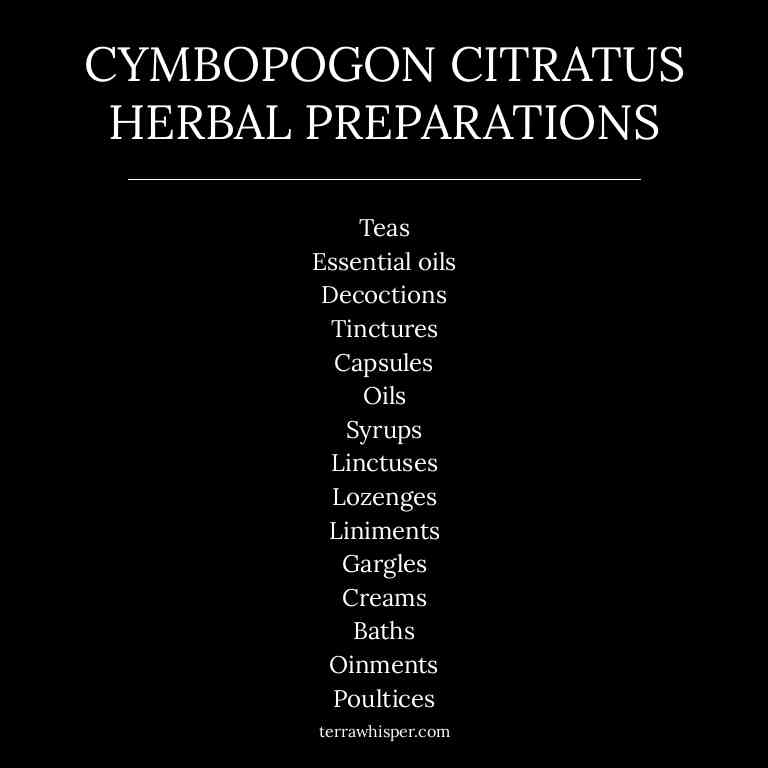 CYMBOPOGON CITRATUS
HERBAL PREPARATIONS
Teas
Essential oils
Decoctions
Tinctures
Capsules
Oils
Syrups
Linctuses
Lozenges
Liniments
Gargles
Creams
Baths
Oinments
Poultices
terrawhisper.com